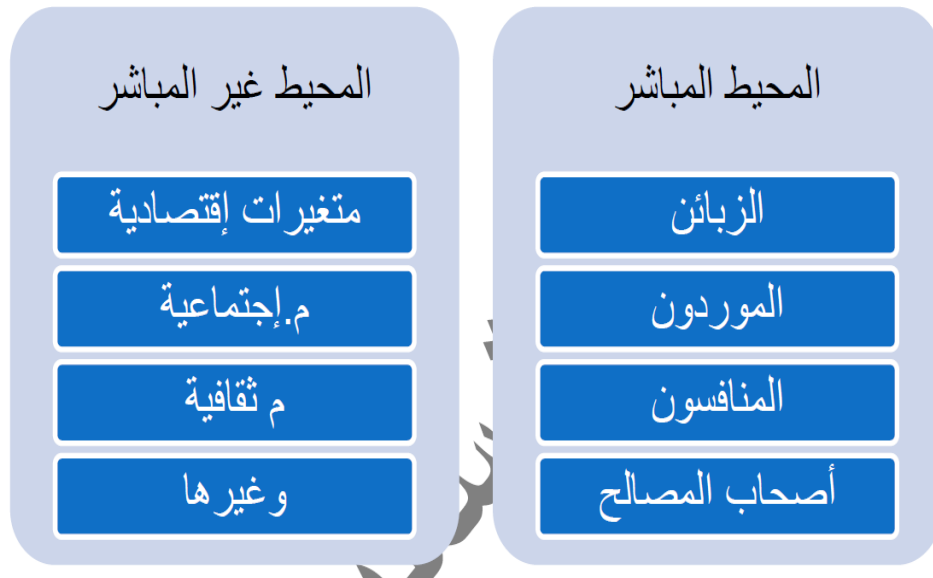 المحيط المباشر
الزبائن
الموردون
المنافسون
أصحاب المصالح
المحيط غير المباشر
متغيرات إقتصادية
م.إجتماعية
م ثقافية
وغيرها